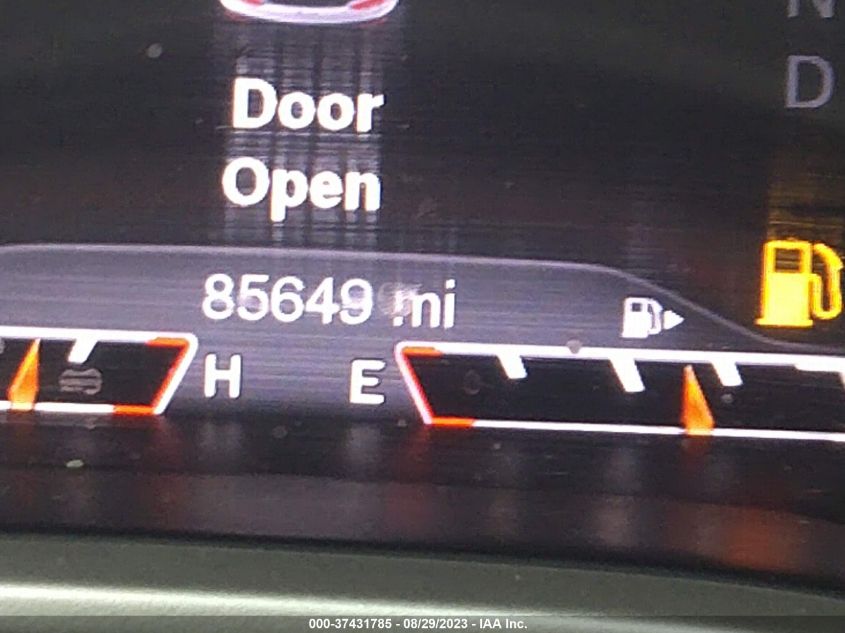 N
D
Door
Open
85649 mi
H
E
000-37431785 - 08/29/2023 - IAA Inc.